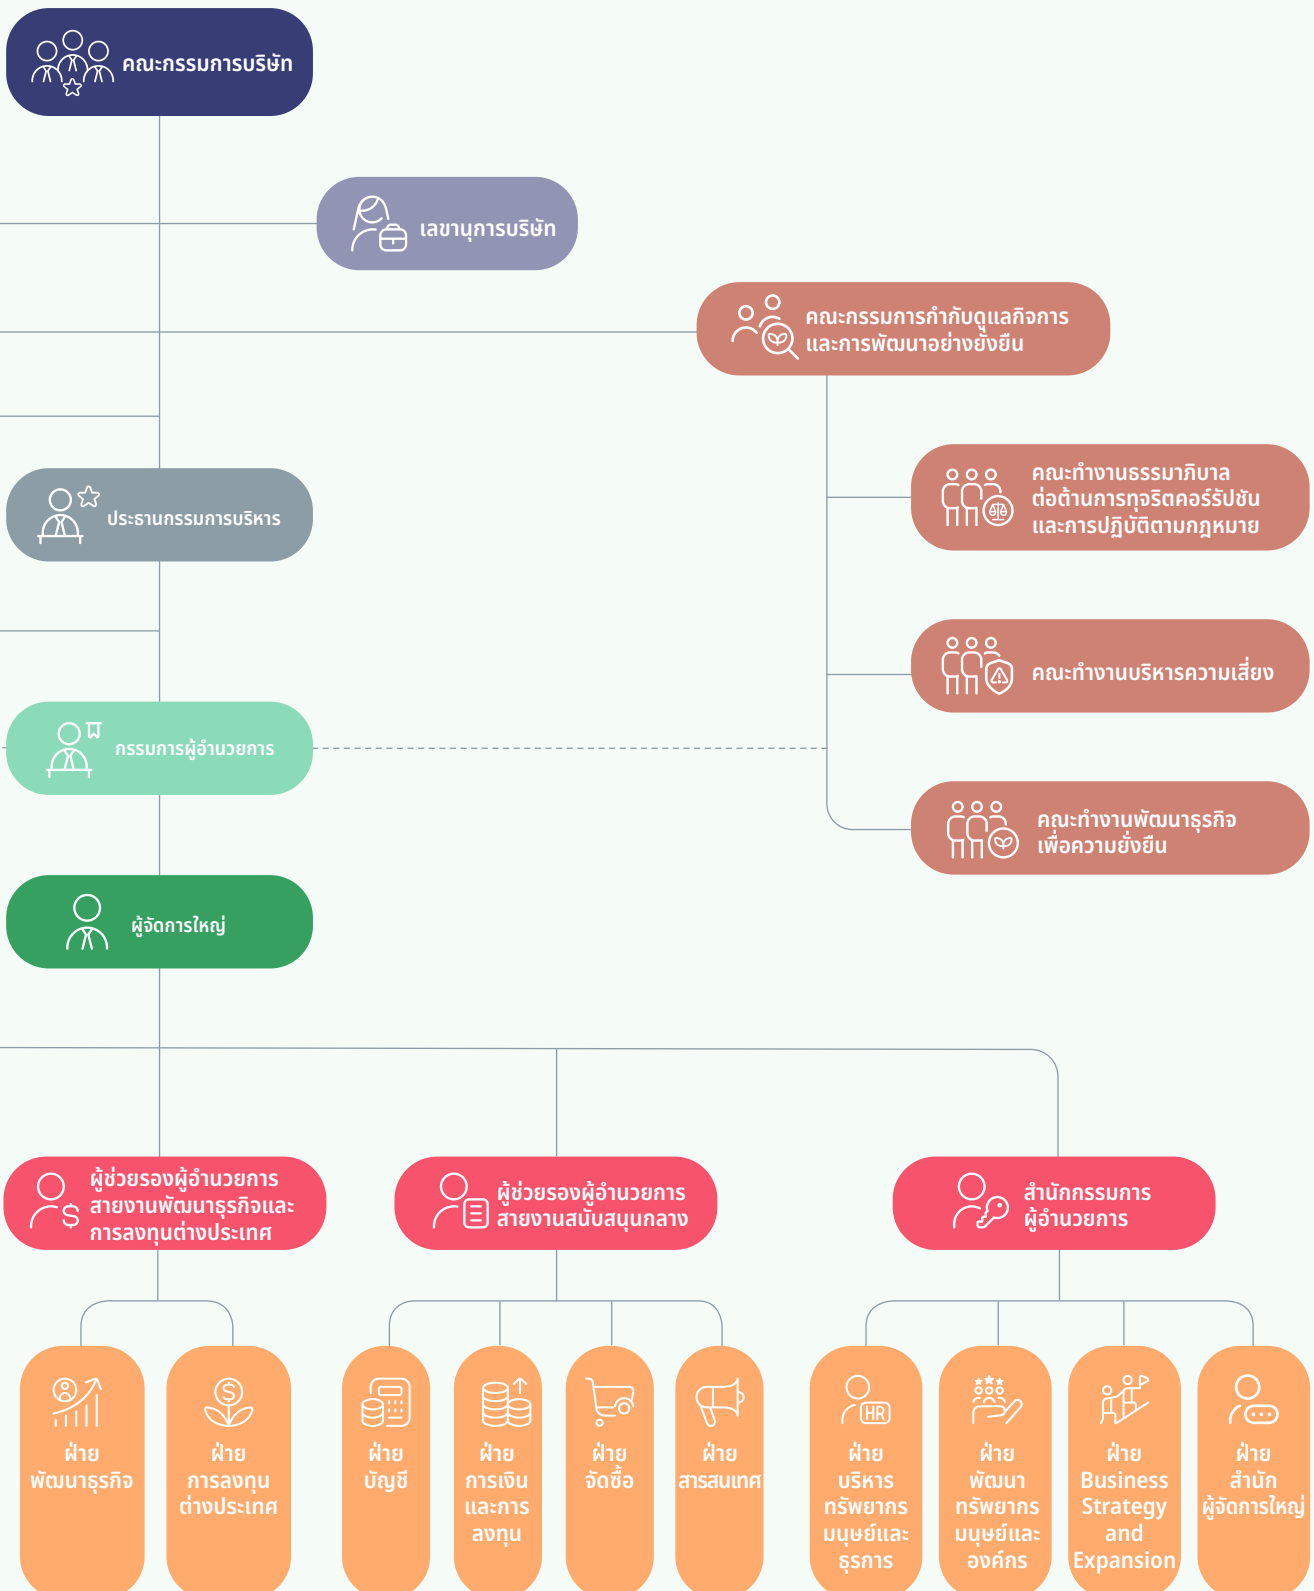 คณะกรรมการบริษัท
เลขานุการบริษัท
คณะกรรมการกำกับดูแลกิจการ
และการพัฒนาอย่างยั่งยืน
คณะทำงานธรรมาภิบาล
ต่อต้านการทุจริตคอร์รัปชัน
และการปฏิบัติตามกฎหมาย
ประธานกรรมการบริหาร
คณะทำงานบริหารความเสี่ยง
กรรมการผู้อำนวยการ
คณะทำงานพัฒนาธุรกิจ
เพื่อความยั่งยืน
ผู้จัดการใหญ่
ผู้ช่วยรองผู้อำนวยการ
สายงานพัฒนาธุรกิจและ
การลงทุนต่างประเทศ
ผู้ช่วยรองผู้อำนวยการ
สายงานสนับสนุนกลาง
สำนักกรรมการ
ผู้อำนวยการ
ฝ่าย
พัฒนาธุรกิจ
ฝ่าย
การลงทุน
ต่างประเทศ
ฝ่าย
บัญชี
ฝ่าย
การเงิน
และการ
ลงทุน
ฝ่าย
จัดซื้อ
ฝ่าย
สารสนเทศ
HR
ฝ่าย
บริหาร
ทรัพยากร
มนุษย์และ
ธุรการ
ฝ่าย
พัฒนา
ทรัพยากร
มนุษย์และ
องค์กร
ฝ่าย
Business
Strategy
and
Expansion
ฝ่าย
สำนัก
ผู้จัดการใหญ่